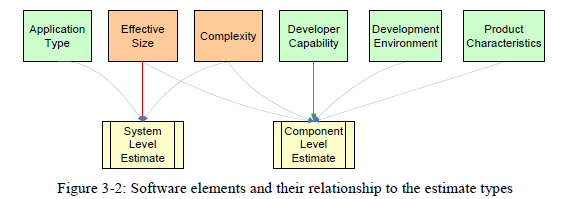 Application
Type
Effective
Size
Complexity
Developer
Capability
Development
Environment
Product
Characteristics
System
Level
Estimate
Component
Level
Estimate
Figure 3-2: Software elements and their relationship to the estimate types